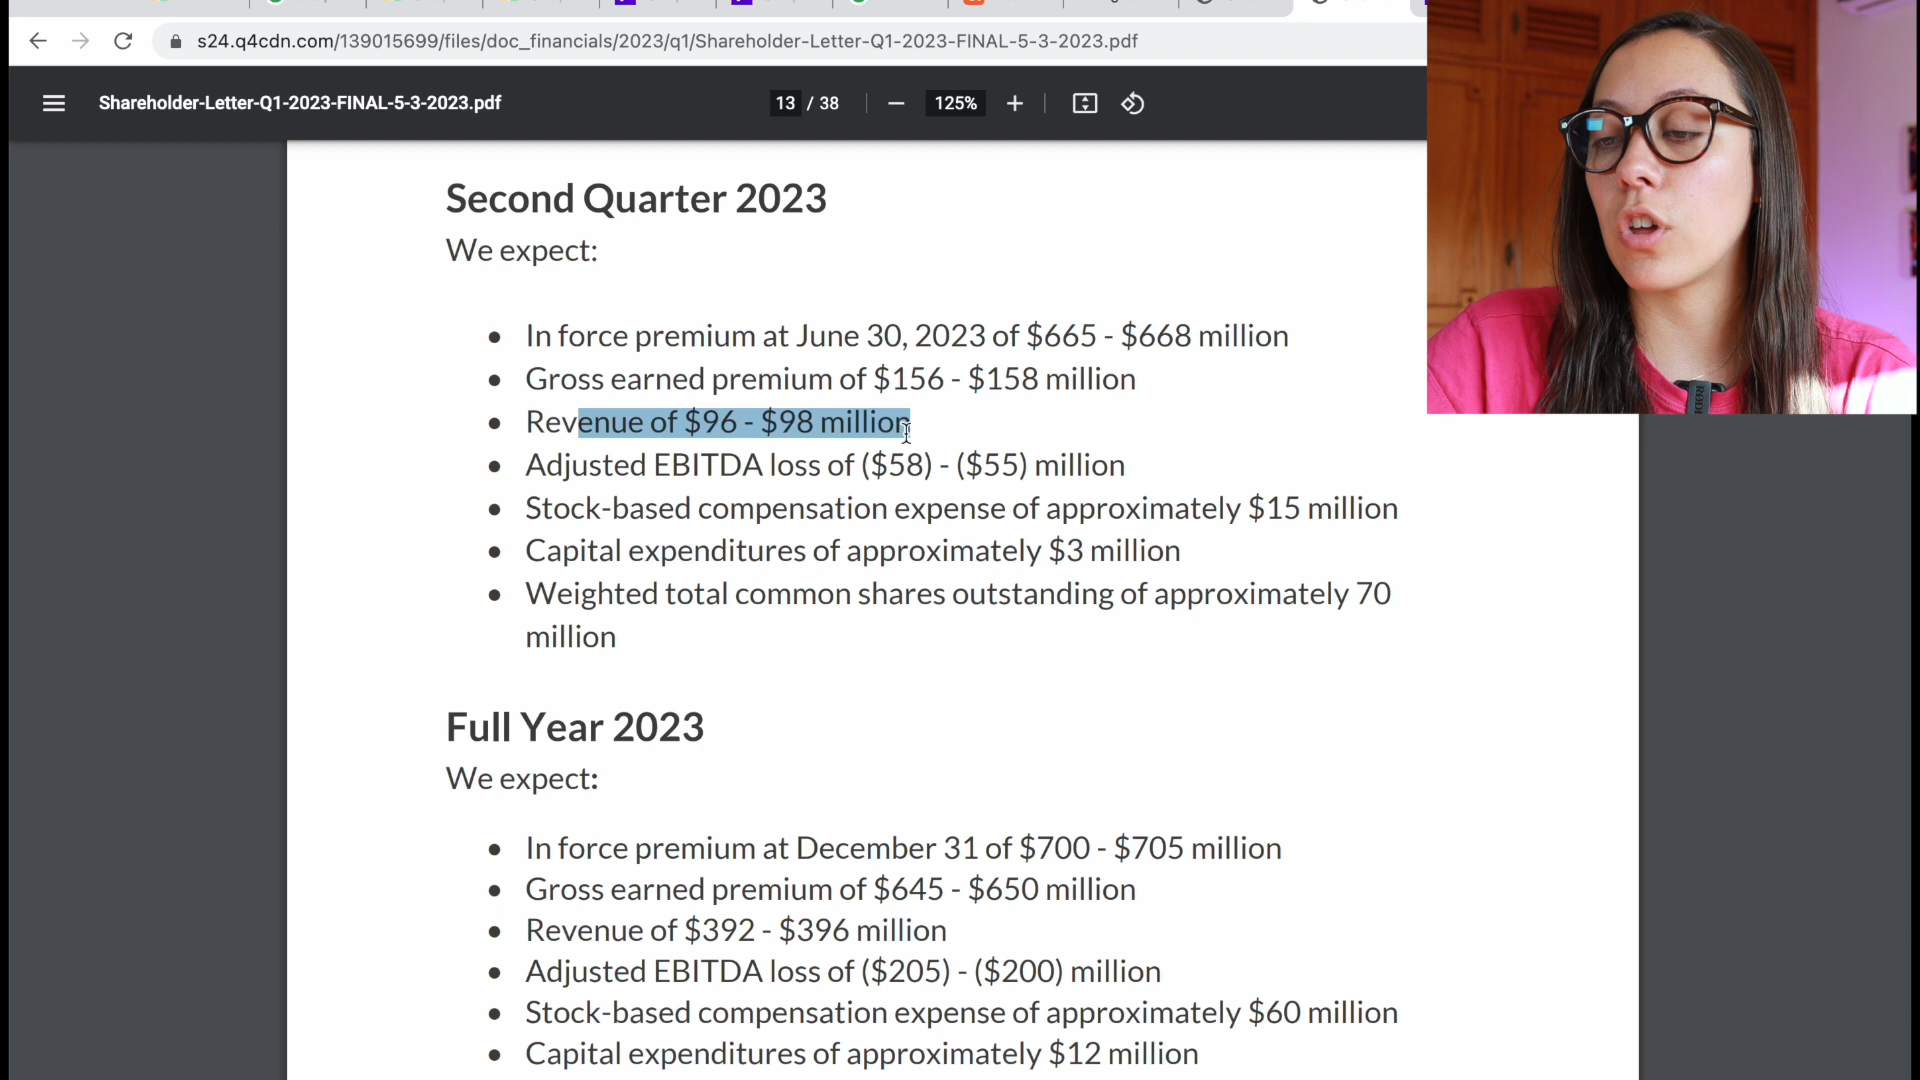 s24.q4cdn.com/139015699/files/doc_financials/2023/q1/Shareholder-Letter-Q1-2023-FINAL-5-3-2023.pdf
Shareholder-Letter-Q1-2023-FINAL-5-3-2023.pdf
13 / 38
125%
Second Quarter 2023
We expect:
• In force premium at June 30, 2023 of $665 - $668 million
• Gross earned premium of $156 - $158 million
• Revenue of $96 - $98 million
• Adjusted EBITDA loss of ($58) - ($55) million
• Stock-based compensation expense of approximately $15 million
• Capital expenditures of approximately $3 million
• Weighted total common shares outstanding of approximately 70
million
Full Year 2023
We expect:
• In force premium at December 31 of $700 - $705 million
• Gross earned premium of $645 - $650 million
• Revenue of $392 - $396 million
• Adjusted EBITDA loss of ($205) - ($200) million
• Stock-based compensation expense of approximately $60 million
• Capital expenditures of approximately $12 million